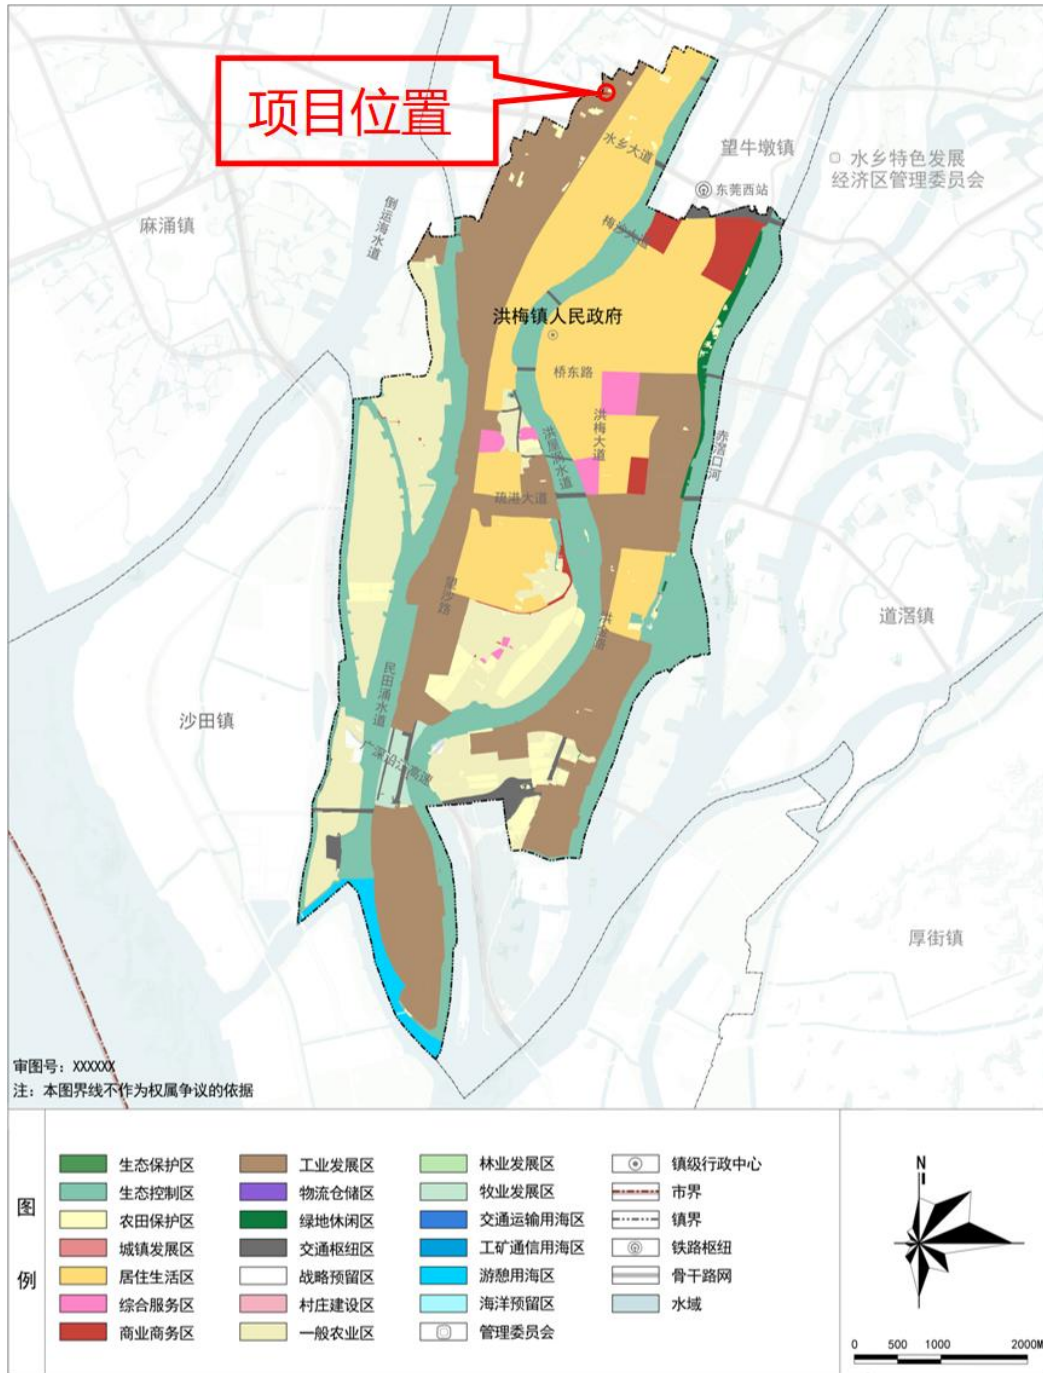 项目位置
水乡大道
望牛墩镇
水乡特色发展
经济区管理委员会
东莞西站
麻涌镇
倒运海水道
梅沙大道
洪梅镇人民政府
桥东路
洪梅大道
洪屋涡水道
赤滘口河
疏港大道
望沙路
道滘镇
洪金路
民田涌水道
沙田镇
广深沿江高速
厚街镇
审图号：XXXXXX
注：本图界线不作为权属争议的依据
图例
生态保护区
工业发展区
林业发展区
镇级行政中心
生态控制区
物流仓储区
牧业发展区
市界
农田保护区
绿地休闲区
交通运输用海区
镇界
城镇发展区
交通枢纽区
工矿通信用海区
铁路枢纽
居住生活区
战略预留区
游憩用海区
骨干路网
综合服务区
村庄建设区
海洋预留区
水域
商业商务区
一般农业区
管理委员会
N
0 500 1000 2000M